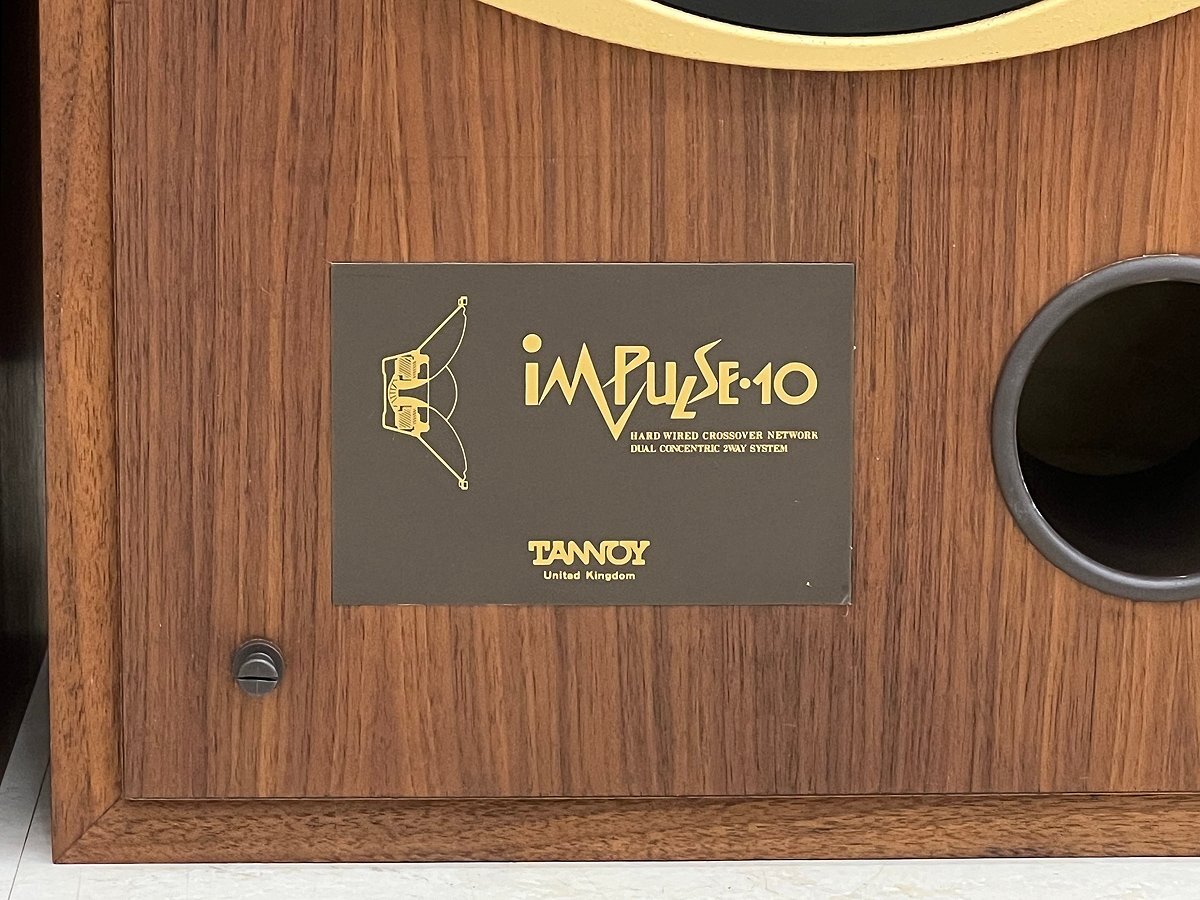 iMPULSE·10
HARD WIRED CROSSOVER NETWORK
DUAL CONCENTRIC 2WAY SYSTEM
TANNOY
United Kingdom